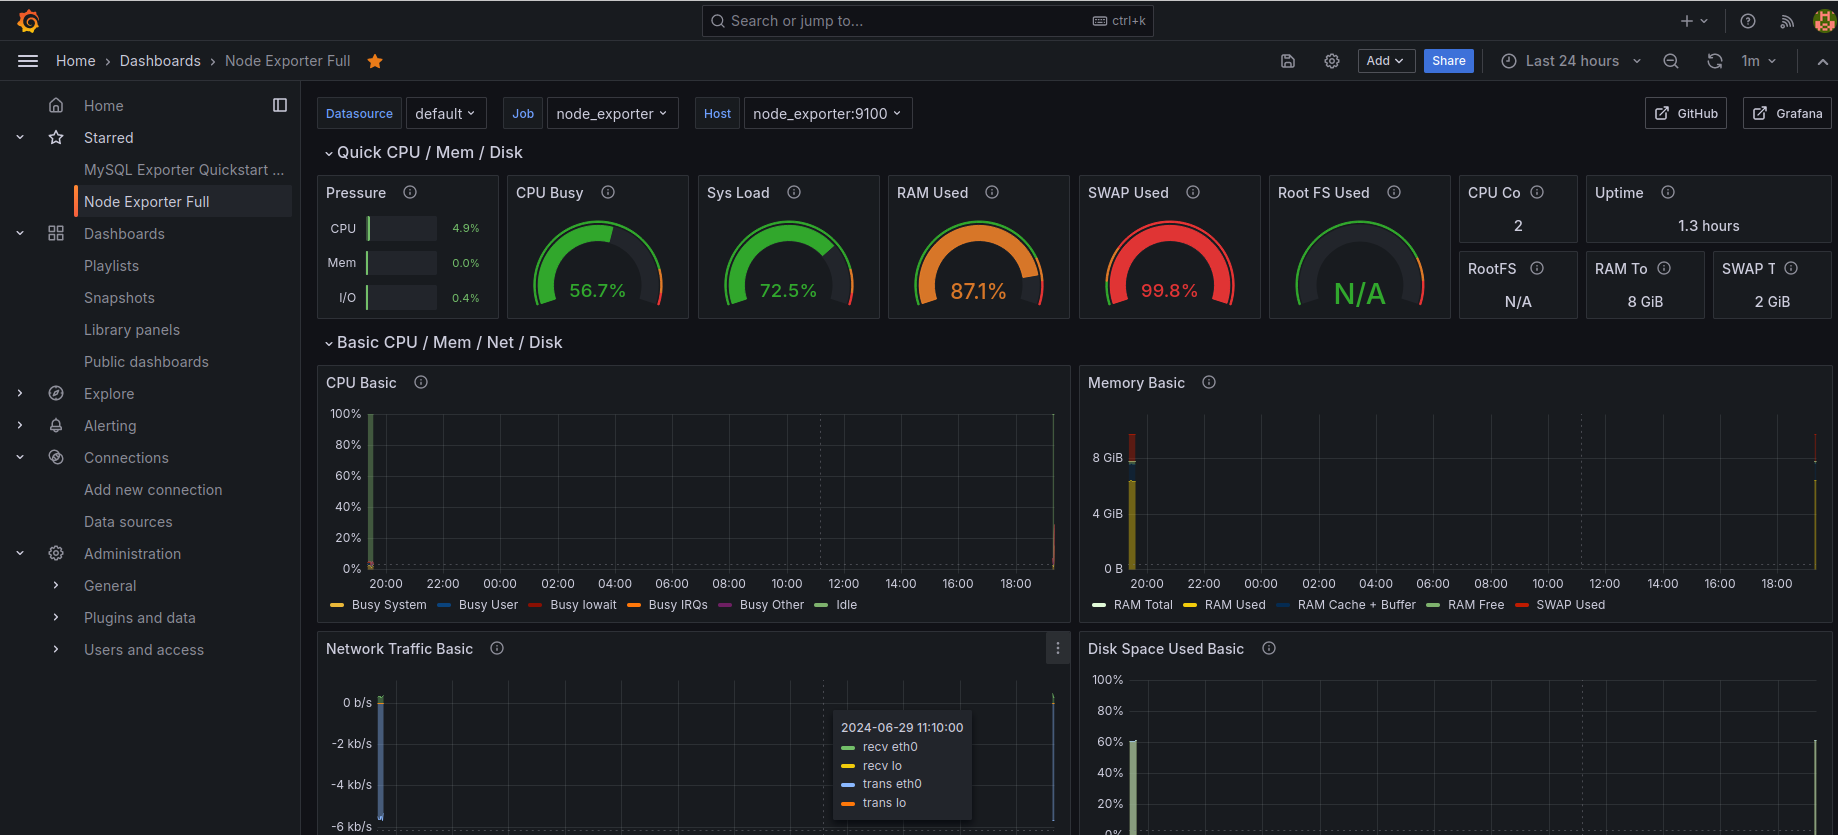 Search or jump to... ctrl+k
Home › Dashboards › Node Exporter Full Add Share Last 24 hours 1m
Home
Starred
MySQL Exporter Quickstart ...
Node Exporter Full
Dashboards
Playlists
Snapshots
Library panels
Public dashboards
Explore
Alerting
Connections
Add new connection
Data sources
Administration
General
Plugins and data
Users and access
Datasource default Job node_exporter Host node_exporter:9100 GitHub Grafana
Quick CPU / Mem / Disk
Pressure
CPU 4.9%
Mem 0.0%
I/O 0.4%
CPU Busy
56.7%
Sys Load
72.5%
RAM Used
87.1%
SWAP Used
99.8%
Root FS Used
N/A
CPU Co
2
Uptime
1.3 hours
RootFS
N/A
RAM To
8 GiB
SWAP T
2 GiB
Basic CPU / Mem / Net / Disk
CPU Basic
100%
80%
60%
40%
20%
0%
20:00 22:00 00:00 02:00 04:00 06:00 08:00 10:00 12:00 14:00 16:00 18:00
Busy System Busy User Busy Iowait Busy IRQs Busy Other Idle
Memory Basic
8 GiB
4 GiB
0 B
20:00 22:00 00:00 02:00 04:00 06:00 08:00 10:00 12:00 14:00 16:00 18:00
RAM Total RAM Used RAM Cache + Buffer RAM Free SWAP Used
Network Traffic Basic
0 b/s
-2 kb/s
-4 kb/s
-6 kb/s
2024-06-29 11:10:00
recv eth0
recv lo
trans eth0
trans lo
Disk Space Used Basic
100%
80%
60%
40%
20%
0%